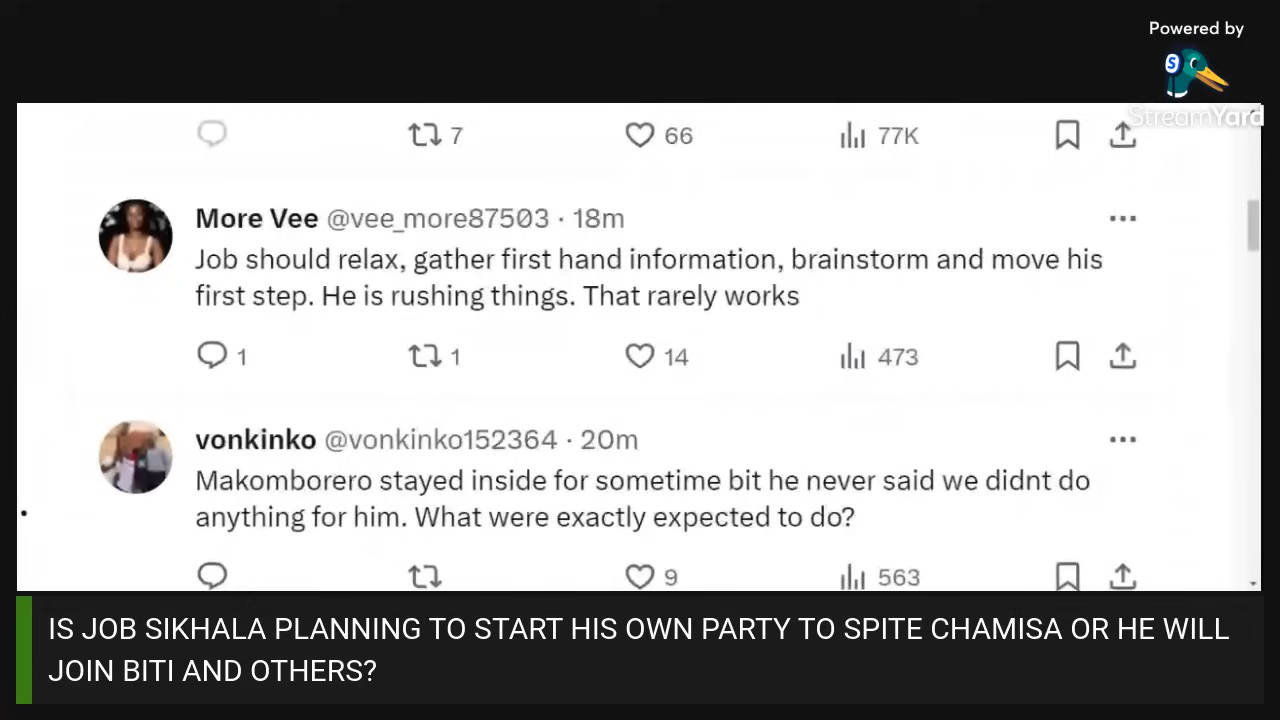 Powered by
StreamYard
7 66 77K
More Vee @vee_more87503 · 18m
Job should relax, gather first hand information, brainstorm and move his
first step. He is rushing things. That rarely works
1 1 14 473
vonkinko @vonkinko152364 · 20m
Makomborero stayed inside for sometime bit he never said we didnt do
anything for him. What were exactly expected to do?
9 563
IS JOB SIKHALA PLANNING TO START HIS OWN PARTY TO SPITE CHAMISA OR HE WILL
JOIN BITI AND OTHERS?